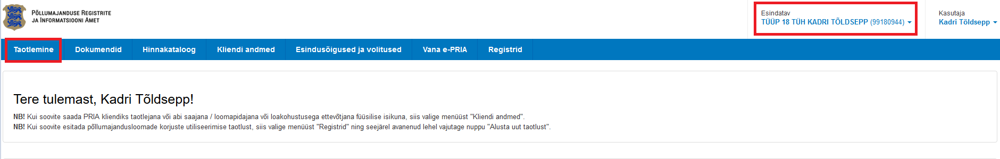 PÕLLUMAJANDUSE REGISTRITE
JA INFORMATSIOONI AMET
Esindatav
TÜÜP 18 TÜH KADRI TÕLDSEPP (99180944)
Kasutaja
Kadri Tõldsepp
Taotlemine Dokumendid Hinnakataloog Kliendi andmed Esindusõigused ja volitused Vana e-PRIA Registrid
Tere tulemast, Kadri Tõldsepp!
NB! Kui soovite saada PRIA kliendiks taotlejana või abi saajana / loomapidajana või loakohustusega ettevõtjana füüsilise isikuna, siis valige menüüst "Kliendi andmed".
NB! Kui soovite esitada põllumajandusloomade korjuste utiliseerimise taotlust, siis valige menüüst "Registrid" ning seejärel avanenud lehel vajutage nuppu "Alusta uut taotlust".